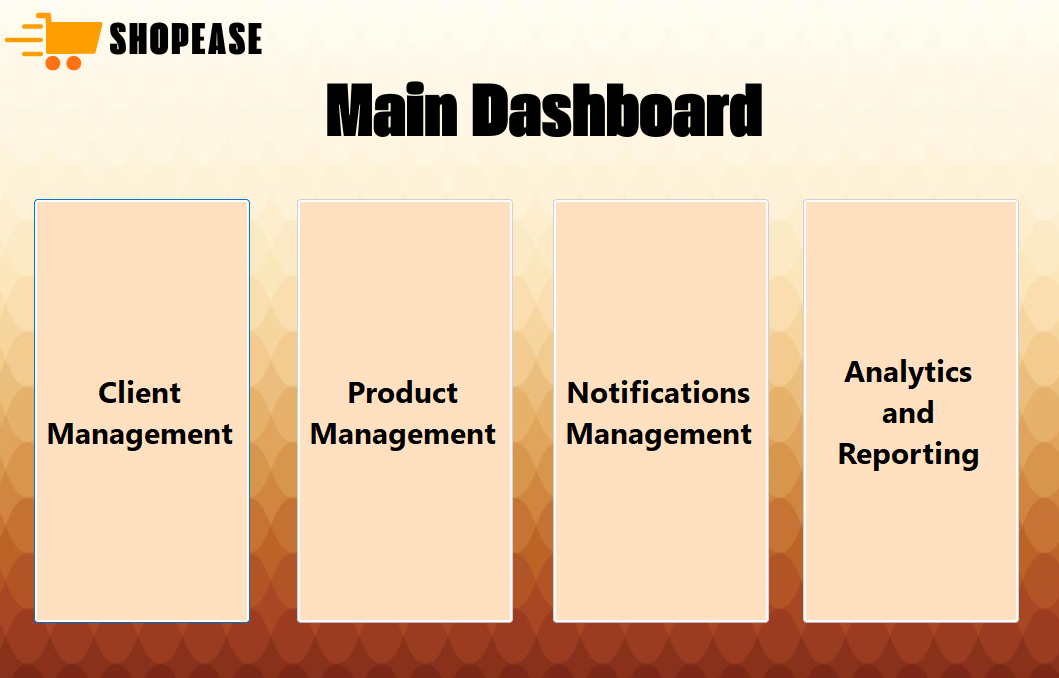 SHOPEASE
Main Dashboard
Client
Management
Product
Management
Notifications
Management
Analytics
and
Reporting